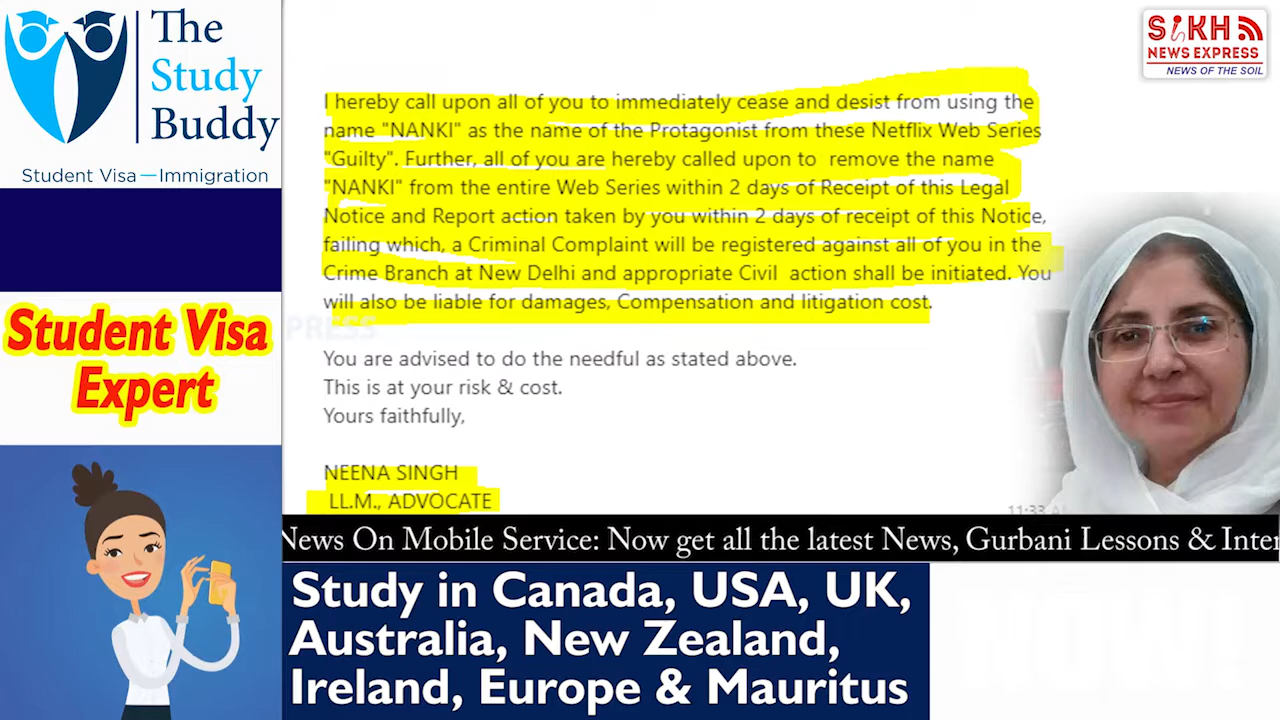 The
Study
Buddy
Student Visa — Immigration
Student Visa
Expert
SIKH
NEWS EXPRESS
NEWS OF THE SOIL
I hereby call upon all of you to immediately cease and desist from using the
name "NANKI" as the name of the Protagonist from these Netflix Web Series
"Guilty". Further, all of you are hereby called upon to remove the name
"NANKI" from the entire Web Series within 2 days of Receipt of this Legal
Notice and Report action taken by you within 2 days of receipt of this Notice,
failing which, a Criminal Complaint will be registered against all of you in the
Crime Branch at New Delhi and appropriate Civil action shall be initiated. You
will also be liable for damages, Compensation and litigation cost.
PRESS
You are advised to do the needful as stated above.
This is at your risk & cost.
Yours faithfully,
NEENA SINGH
LL.M., ADVOCATE
News On Mobile Service: Now get all the latest News, Gurbani Lessons & Inter
Study in Canada, USA, UK,
Australia, New Zealand,
Ireland, Europe & Mauritus